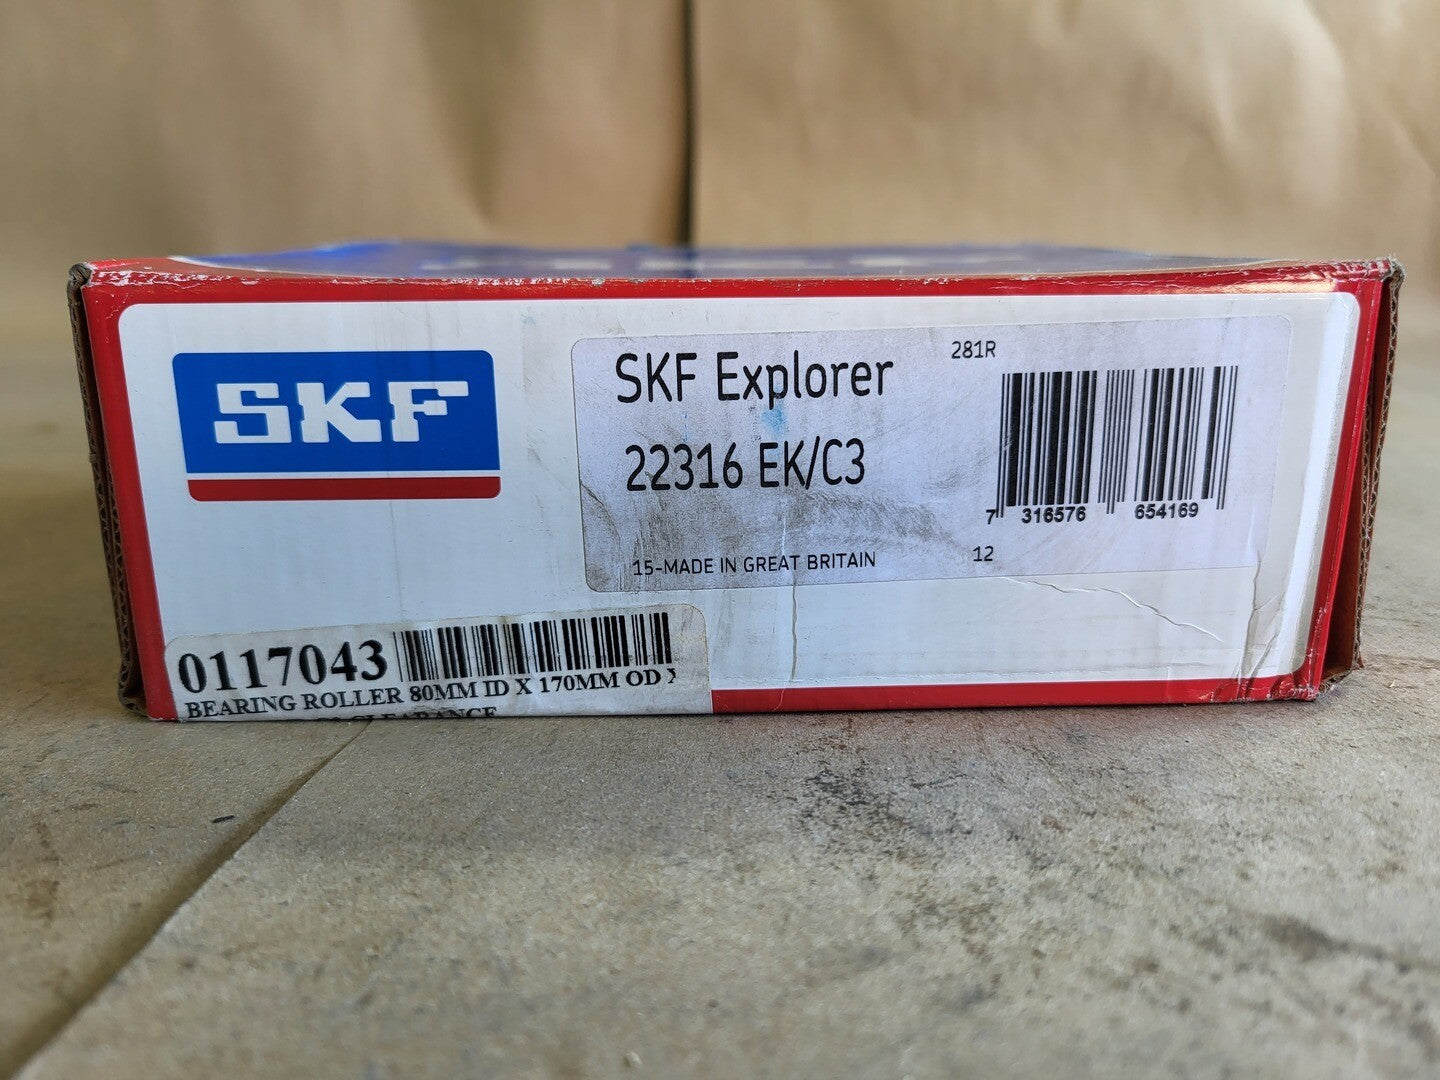 SKF
SKF Explorer
281R
22316 EK/C3
7 316576 654169
15-MADE IN GREAT BRITAIN
12
0117043
BEARING ROLLER 80MM ID X 170MM OD X
CLEARANCE